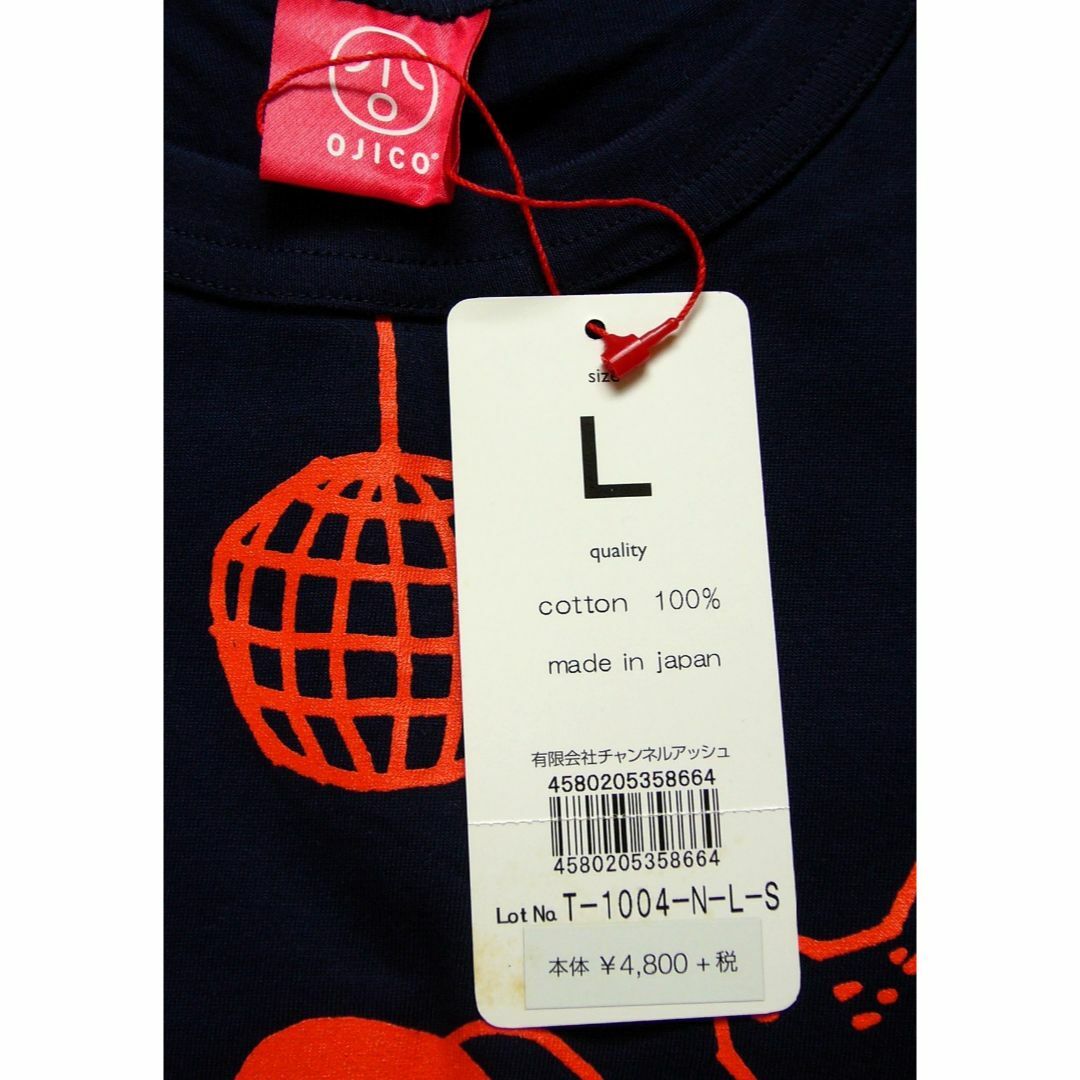 OJICO®
size
L
quality
cotton 100%
made in japan
有限会社チャンネルアッシュ
4580205358664
4580205358664
Lot No. T-1004-N-L-S
本体 ¥4,800 + 税